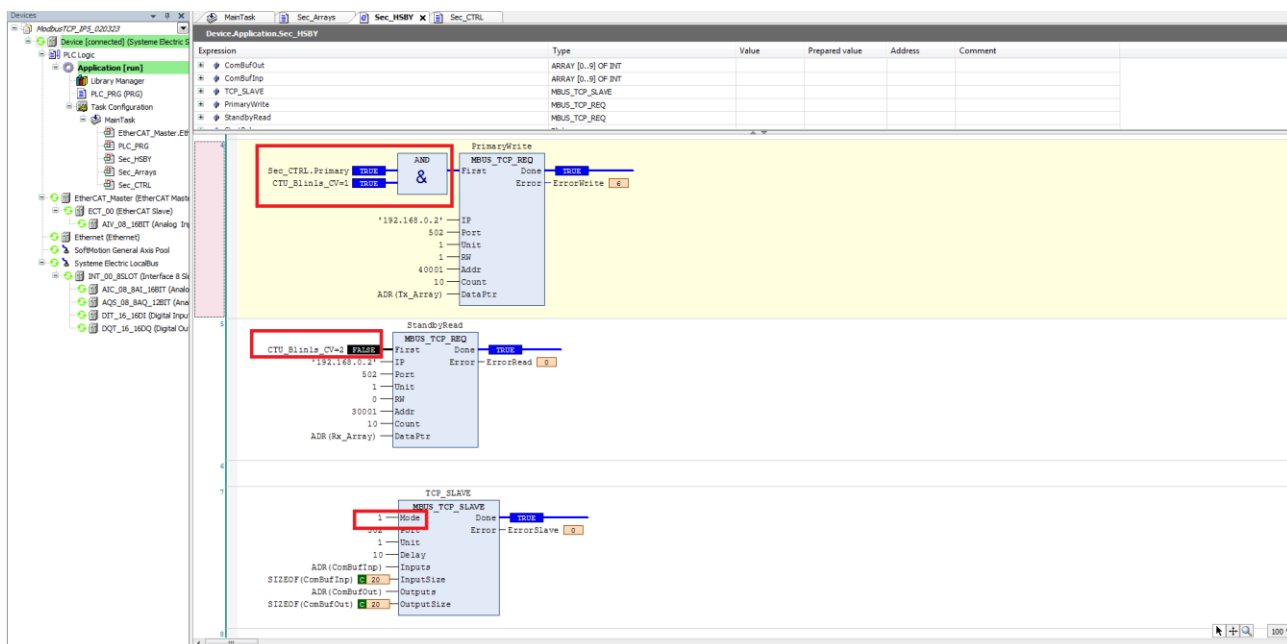 Devices
ModbusTCP_IP5_020323
Device [connected] (Systeme Electric S
PLC Logic
Application [run]
Library Manager
PLC_PRG (PRG)
Task Configuration
MainTask
EtherCAT_Master.Eth
PLC_PRG
Sec_HSBY
Sec_Arrays
Sec_CTRL
EtherCAT_Master (EtherCAT Maste
ECT_00 (EtherCAT Slave)
AIV_08_16BIT (Analog Inp
Ethernet (Ethernet)
SoftMotion General Axis Pool
Systeme Electric LocalBus
INT_00_8SLOT (Interface 8 Slo
AIC_08_8AI_16BIT (Analo
AQS_08_8AQ_12BIT (Ana
DIT_16_16DI (Digital Input
DQT_16_16DQ (Digital Ou
MainTask Sec_Arrays Sec_HSBY X Sec_CTRL
Device.Application.Sec_HSBY
Expression Type Value Prepared value Address Comment
ComBufOut ARRAY [0..9] OF INT
ComBufInp ARRAY [0..9] OF INT
TCP_SLAVE MBUS_TCP_SLAVE
PrimaryWrite MBUS_TCP_REQ
StandbyRead MBUS_TCP_REQ
4
PrimaryWrite
AND MBUS_TCP_REQ
Sec_CTRL.Primary TRUE & First Done TRUE
CTU_Blin1s_CV=1 TRUE Error ErrorWrite 6
'192.168.0.2' IP
502 Port
1 Unit
1 RW
40001 Addr
10 Count
ADR(Tx_Array) DataPtr
5
StandbyRead
MBUS_TCP_REQ
CTU_Blin1s_CV=2 FALSE First Done TRUE
'192.168.0.2' IP Error ErrorRead 0
502 Port
1 Unit
0 RW
30001 Addr
10 Count
ADR(Rx_Array) DataPtr
6
7
TCP_SLAVE
MBUS_TCP_SLAVE
1 Mode Done TRUE
502 Port Error ErrorSlave 0
1 Unit
10 Delay
ADR(ComBufInp) Inputs
SIZEOF(ComBufInp) C 20 InputSize
ADR(ComBufOut) Outputs
SIZEOF(ComBufOut) C 20 OutputSize
8
100